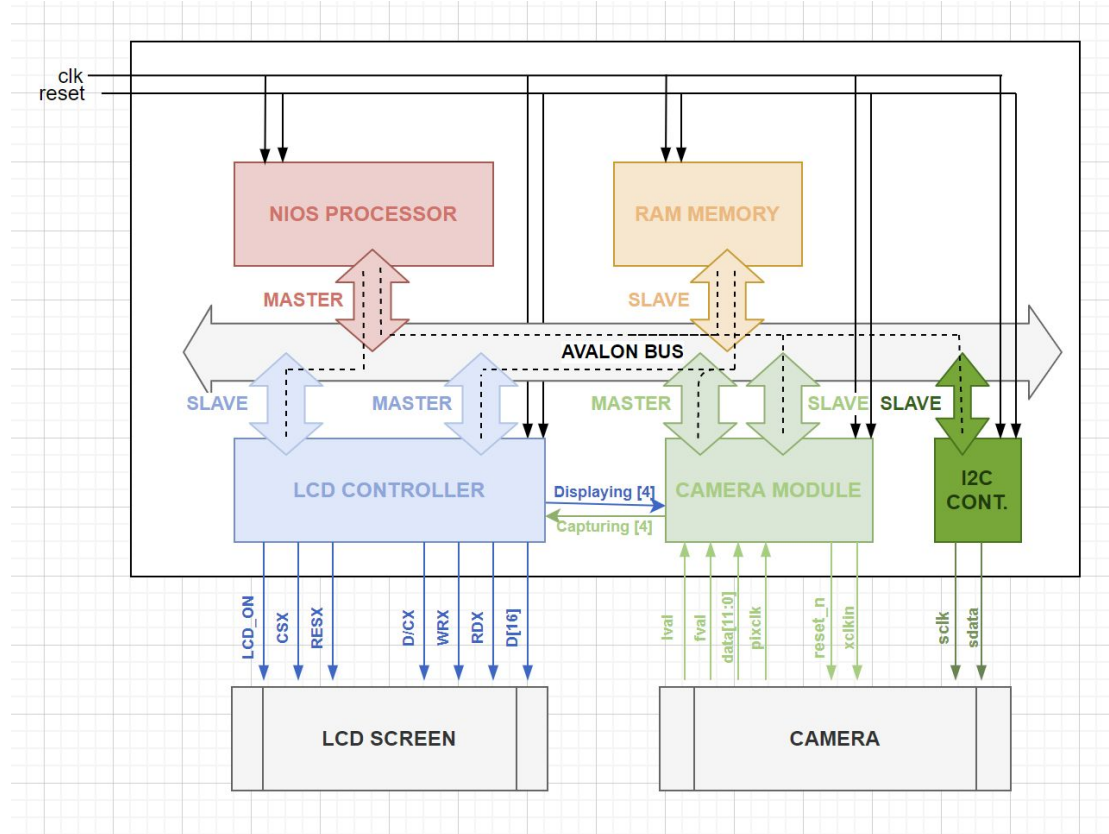 clk
reset
NIOS PROCESSOR
RAM MEMORY
MASTER
SLAVE
AVALON BUS
SLAVE
MASTER
MASTER
SLAVE
SLAVE
LCD CONTROLLER
Displaying [4]
Capturing [4]
CAMERA MODULE
I2C
CONT.
LCD_ON
CSX
RESX
D/CX
WRX
RDX
D[16]
lval
fval
data[11:0]
pixclk
reset_n
xclkin
sclk
sdata
LCD SCREEN
CAMERA